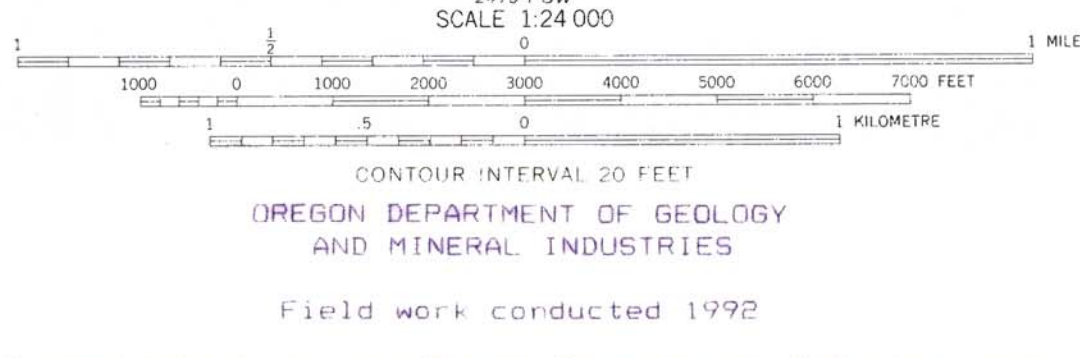 SCALE 1:24 000
1 1/2 0 1 MILE
1000 0 1000 2000 3000 4000 5000 6000 7000 FEET
1 .5 0 1 KILOMETRE
CONTOUR INTERVAL 20 FEET
OREGON DEPARTMENT OF GEOLOGY
AND MINERAL INDUSTRIES
Field work conducted 1992